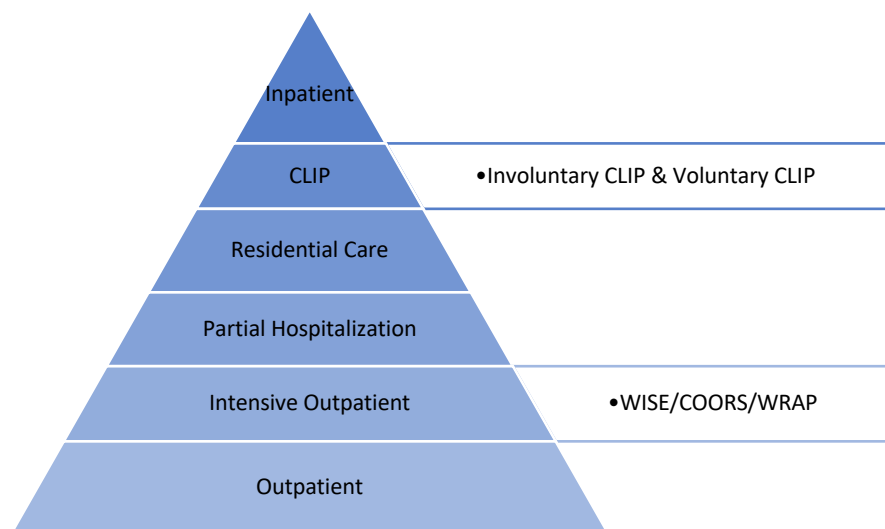 Inpatient
CLIP
•Involuntary CLIP & Voluntary CLIP
Residential Care
Partial Hospitalization
Intensive Outpatient
•WISE/COORS/WRAP
Outpatient